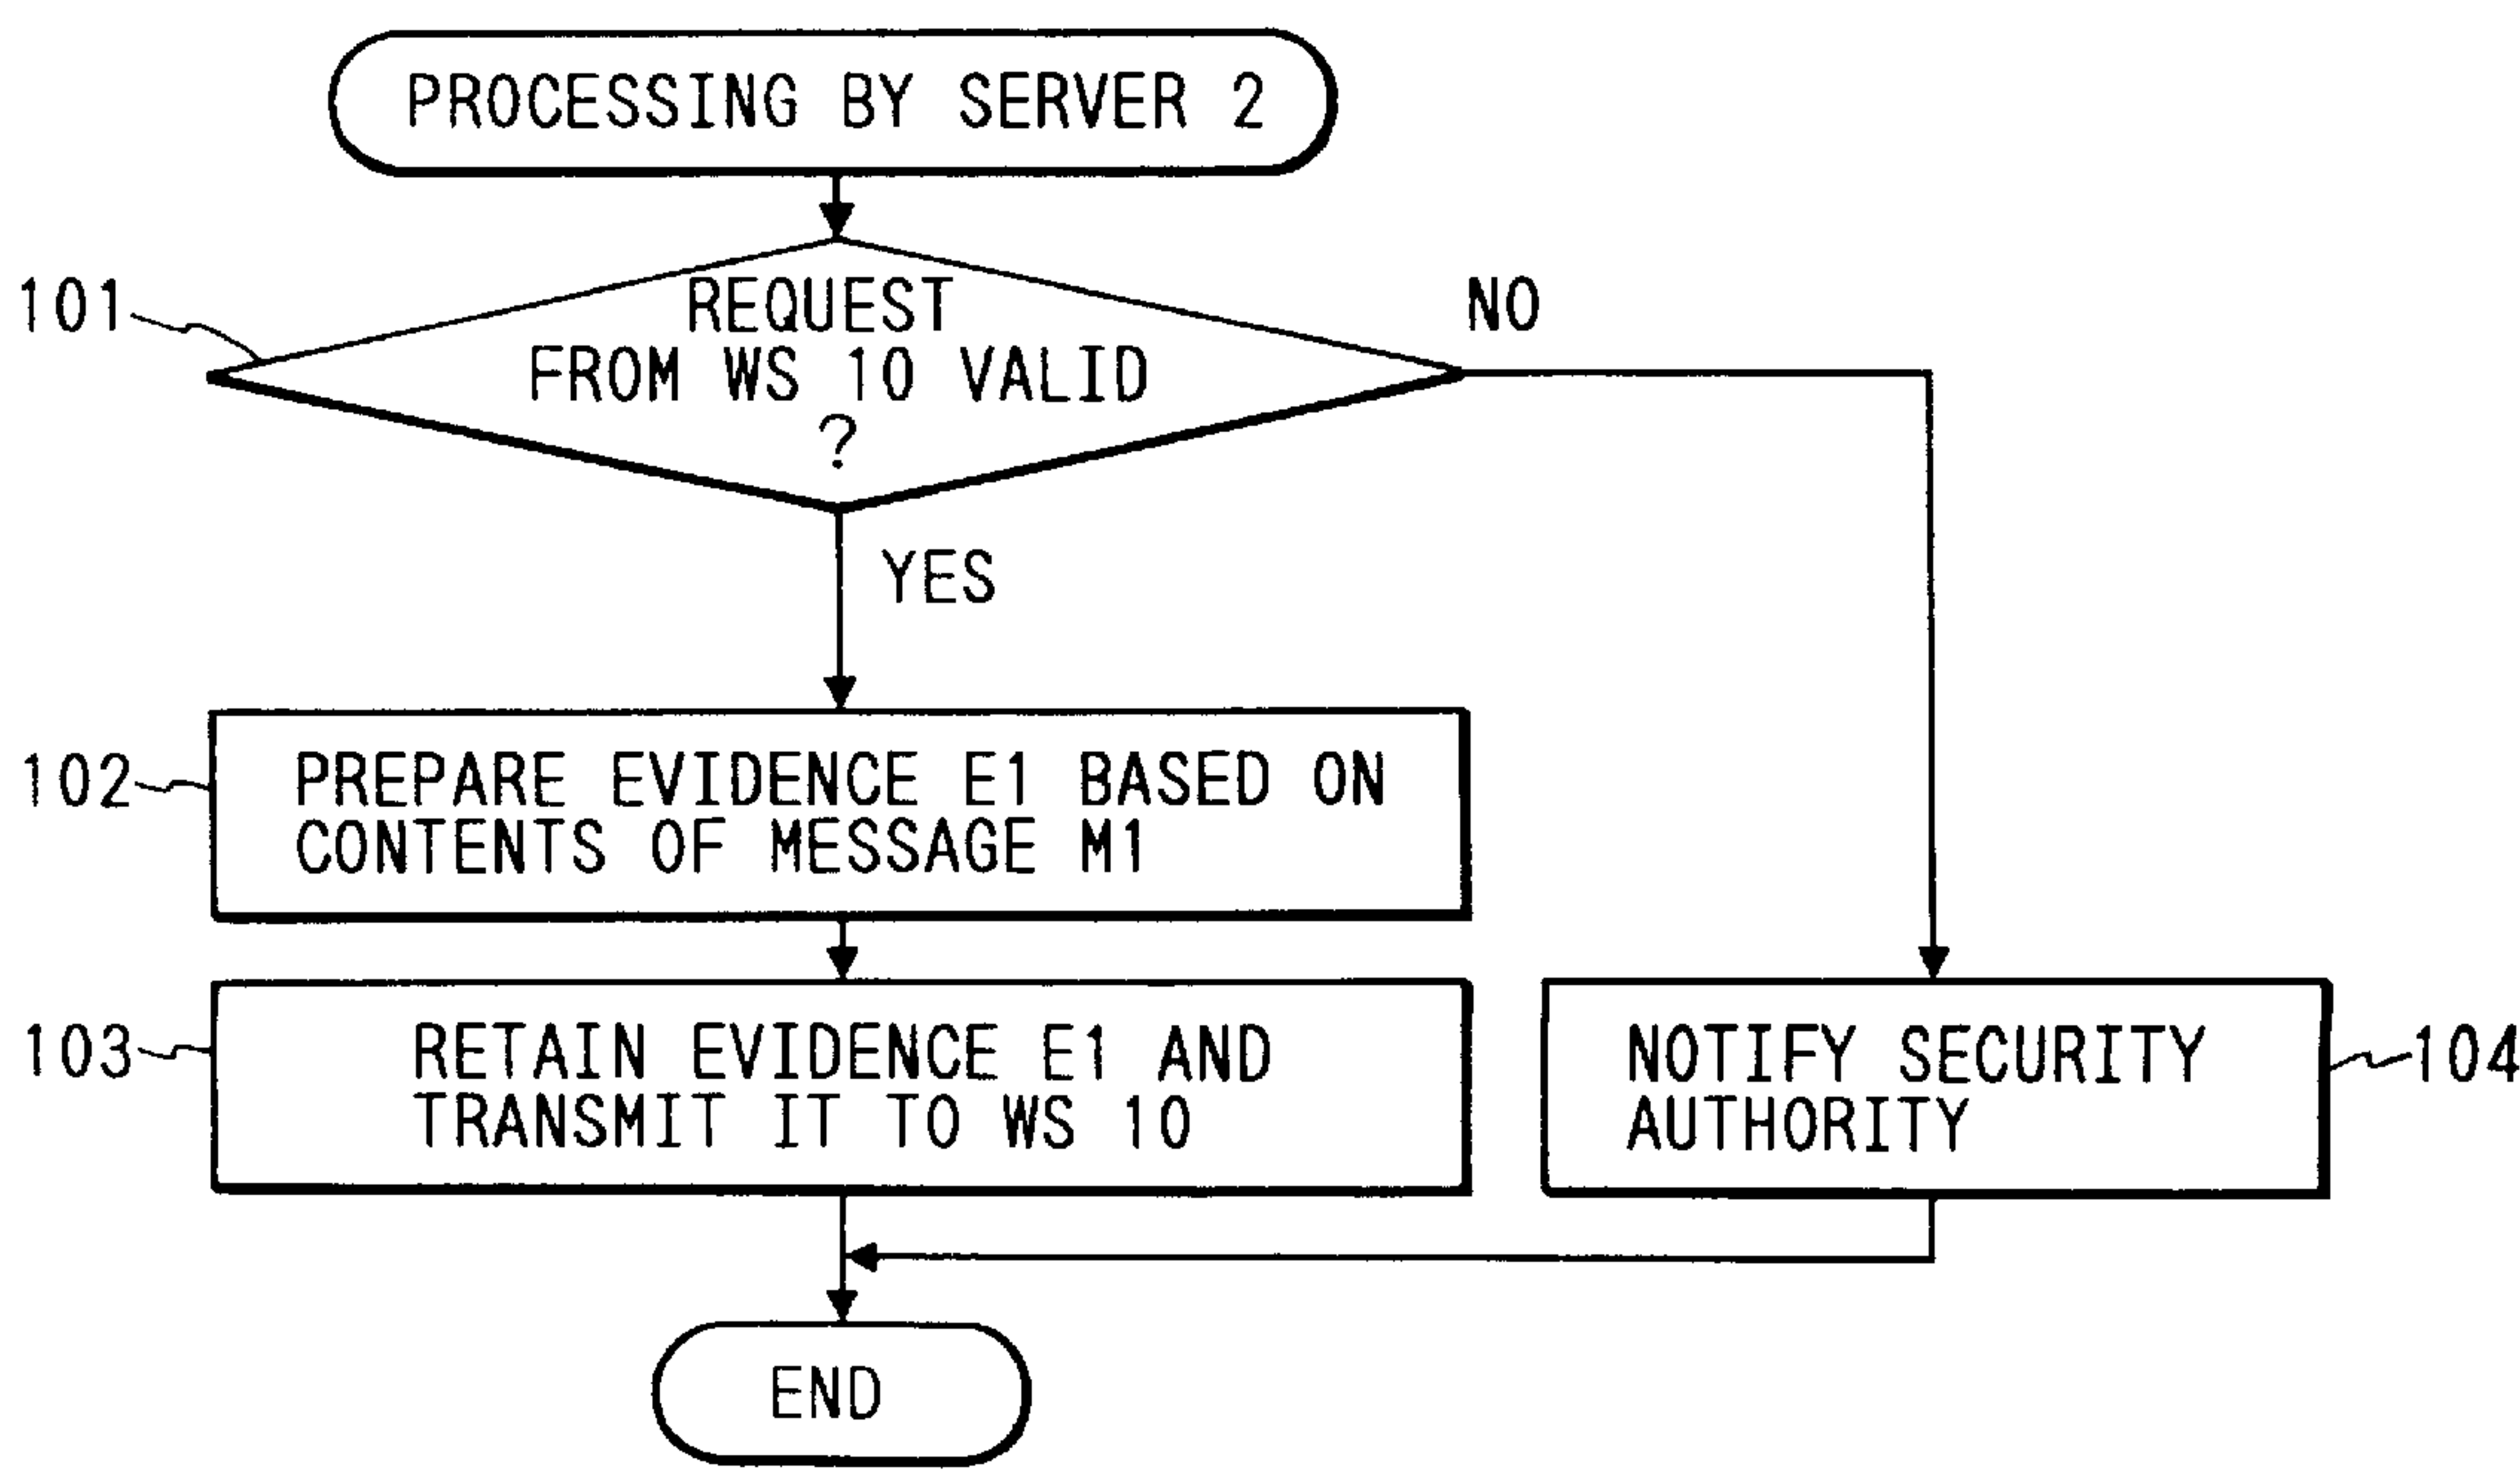 PROCESSING BY SERVER 2
101
REQUEST
FROM WS 10 VALID
?
NO
YES
102
PREPARE EVIDENCE E1 BASED ON
CONTENTS OF MESSAGE M1
103
RETAIN EVIDENCE E1 AND
TRANSMIT IT TO WS 10
NOTIFY SECURITY
AUTHORITY
104
END